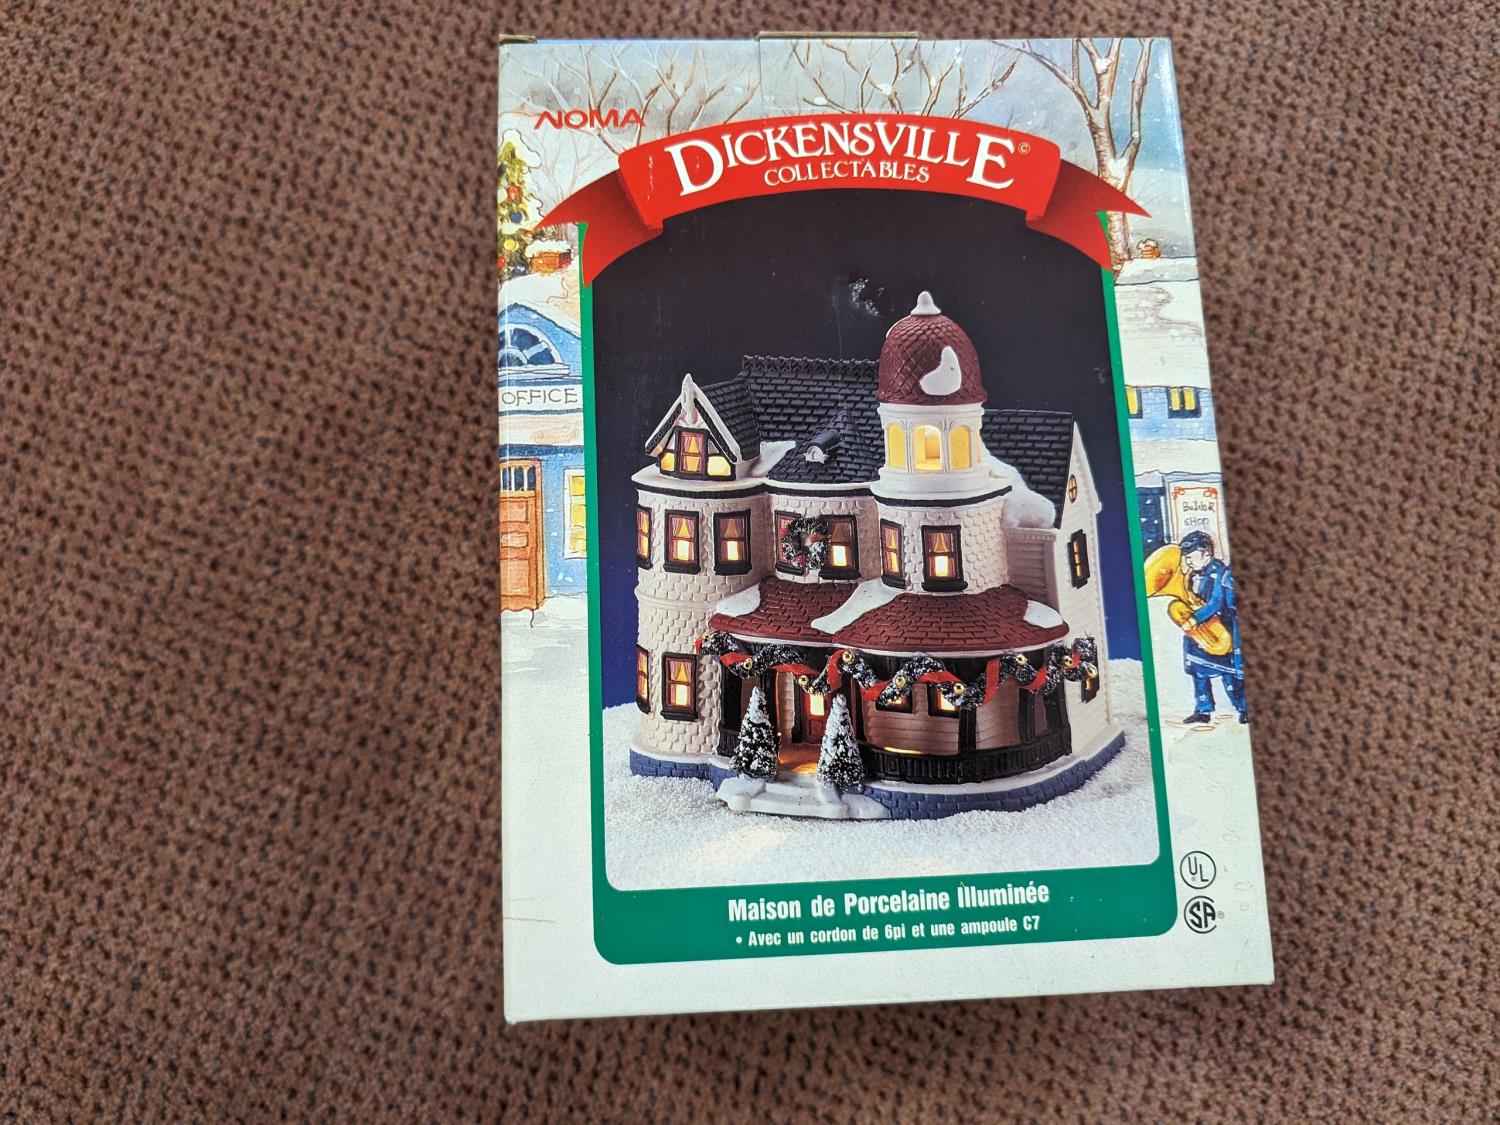 NOMA
DICKENSVILLE©
COLLECTABLES
OFFICE
SHOP
Maison de Porcelaine Illuminée
• Avec un cordon de 6pi et une ampoule C7
UL
SA®